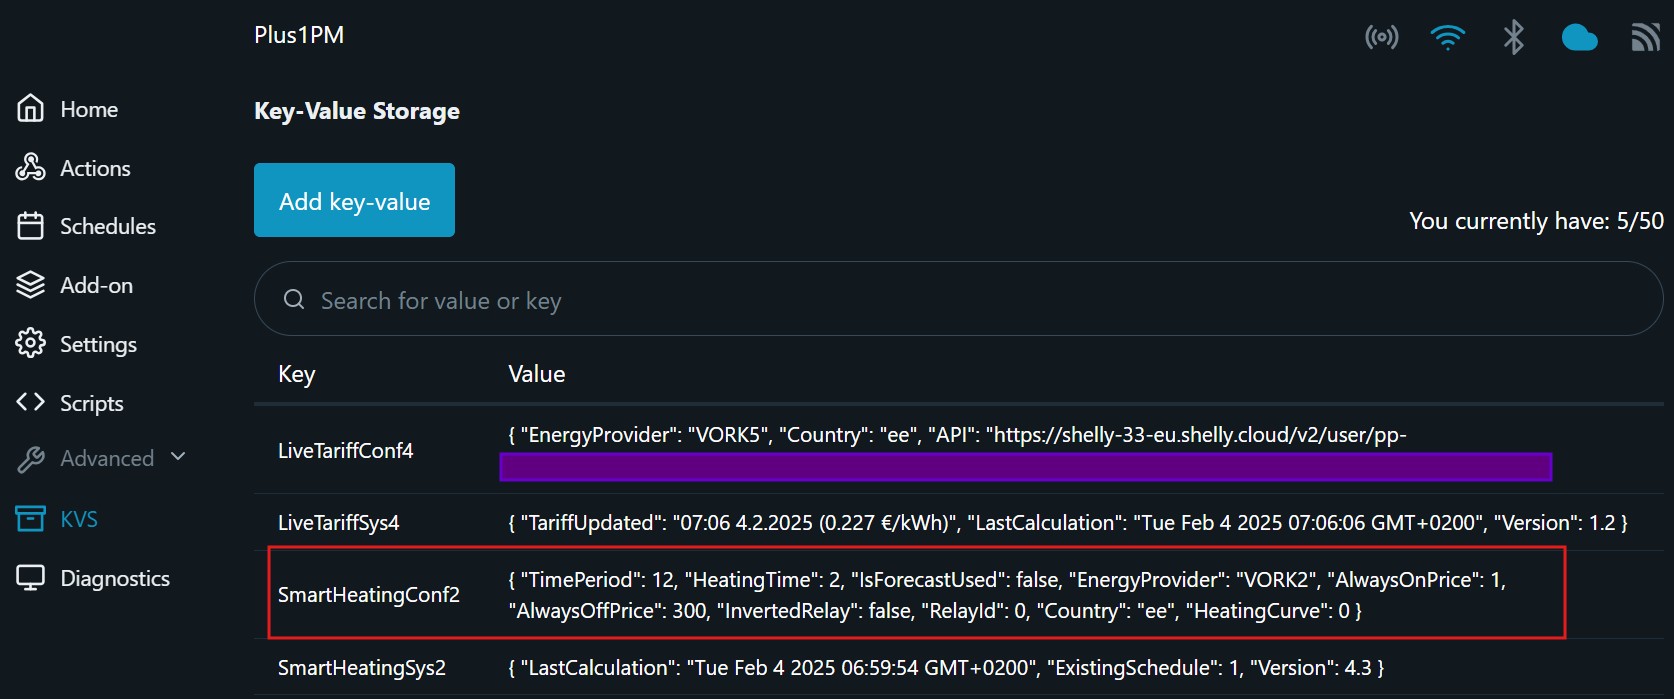 Plus1PM
Home
Actions
Schedules
Add-on
Settings
Scripts
Advanced
KVS
Diagnostics
Key-Value Storage
Add key-value
You currently have: 5/50
Search for value or key
Key Value
LiveTariffConf4
{ "EnergyProvider": "VORK5", "Country": "ee", "API": "https://shelly-33-eu.shelly.cloud/v2/user/pp-
LiveTariffSys4
{ "TariffUpdated": "07:06 4.2.2025 (0.227 €/kWh)", "LastCalculation": "Tue Feb 4 2025 07:06:06 GMT+0200", "Version": 1.2 }
SmartHeatingConf2
{ "TimePeriod": 12, "HeatingTime": 2, "IsForecastUsed": false, "EnergyProvider": "VORK2", "AlwaysOnPrice": 1,
"AlwaysOffPrice": 300, "InvertedRelay": false, "RelayId": 0, "Country": "ee", "HeatingCurve": 0 }
SmartHeatingSys2
{ "LastCalculation": "Tue Feb 4 2025 06:59:54 GMT+0200", "ExistingSchedule": 1, "Version": 4.3 }